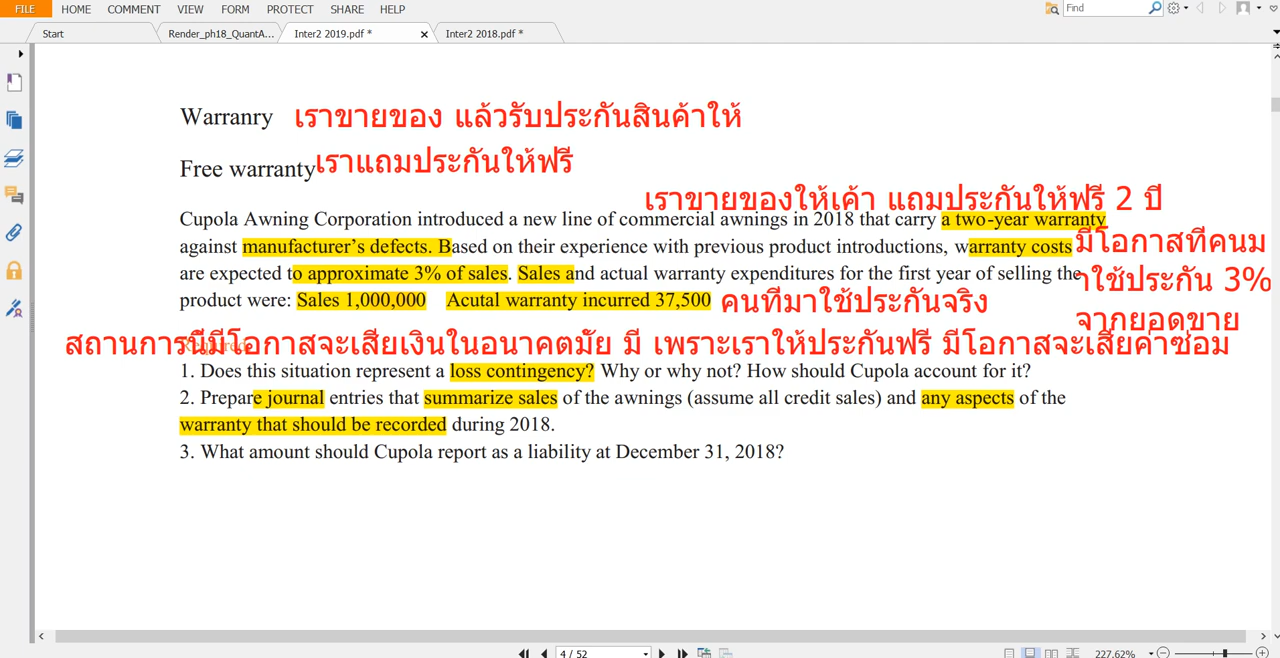 FILE HOME COMMENT VIEW FORM PROTECT SHARE HELP Find
Start Render_ph18_QuantA... Inter2 2019.pdf * Inter2 2018.pdf *
Warranry เราขายของ แล้วรับประกันสินค้าให้
Free warranty เราแถมประกันให้ฟรี
เราขายของให้เค้า แถมประกันให้ฟรี 2 ปี
Cupola Awning Corporation introduced a new line of commercial awnings in 2018 that carry a two-year warranty
against manufacturer's defects. Based on their experience with previous product introductions, warranty costs
are expected to approximate 3% of sales. Sales and actual warranty expenditures for the first year of selling the
product were: Sales 1,000,000 Acutal warranty incurred 37,500 คนที่มาใช้ประกันจริง
มีโอกาสที่คนม
าใช้ประกัน 3%
จากยอดขาย
สถานการณ์นี้มีโอกาสจะเสียเงินในอนาคตมั้ย มี เพราะเราให้ประกันฟรี มีโอกาสจะเสียค่าซ่อม
Required:
1. Does this situation represent a loss contingency? Why or why not? How should Cupola account for it?
2. Prepare journal entries that summarize sales of the awnings (assume all credit sales) and any aspects of the
warranty that should be recorded during 2018.
3. What amount should Cupola report as a liability at December 31, 2018?
4 / 52 227.62%